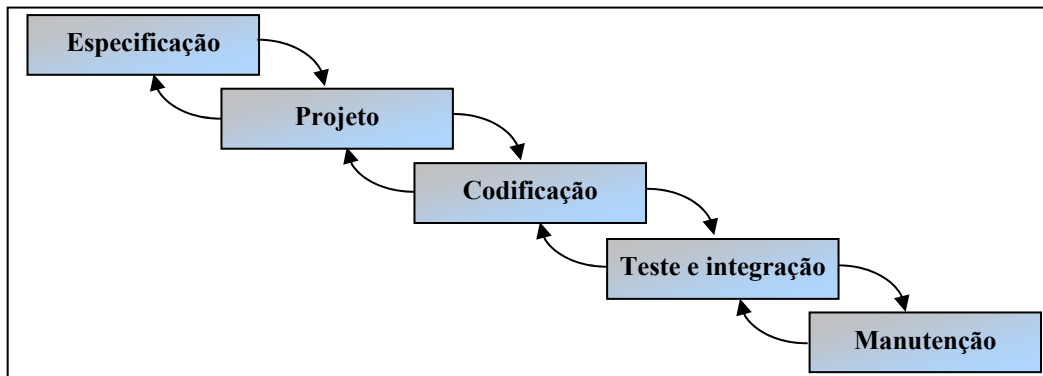 Especificação
Projeto
Codificação
Teste e integração
Manutenção